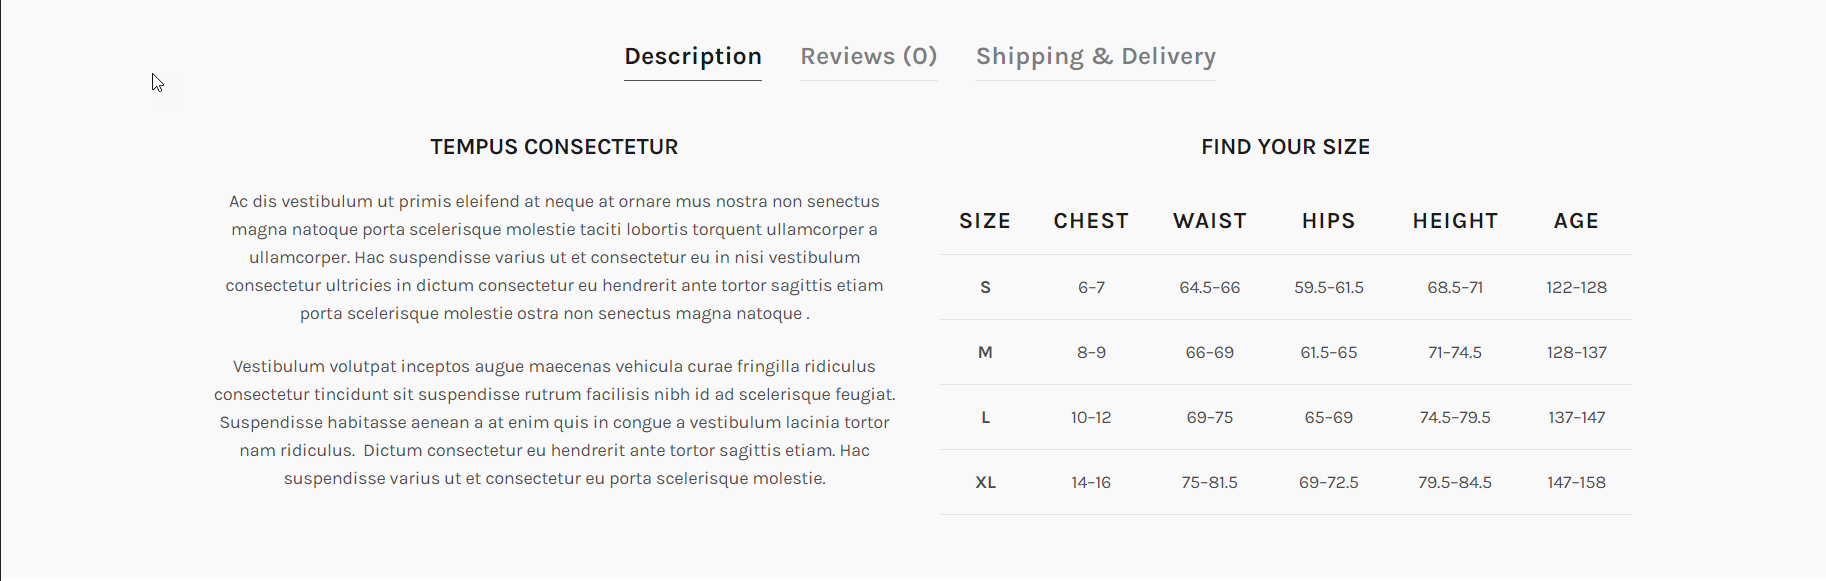 Description Reviews (0) Shipping & Delivery
TEMPUS CONSECTETUR
Ac dis vestibulum ut primis eleifend at neque at ornare mus nostra non senectus
magna natoque porta scelerisque molestie taciti lobortis torquent ullamcorper a
ullamcorper. Hac suspendisse varius ut et consectetur eu in nisi vestibulum
consectetur ultricies in dictum consectetur eu hendrerit ante tortor sagittis etiam
porta scelerisque molestie ostra non senectus magna natoque .
Vestibulum volutpat inceptos augue maecenas vehicula curae fringilla ridiculus
consectetur tincidunt sit suspendisse rutrum facilisis nibh id ad scelerisque feugiat.
Suspendisse habitasse aenean a at enim quis in congue a vestibulum lacinia tortor
nam ridiculus.  Dictum consectetur eu hendrerit ante tortor sagittis etiam. Hac
suspendisse varius ut et consectetur eu porta scelerisque molestie.
FIND YOUR SIZE
SIZE CHEST WAIST HIPS HEIGHT AGE
S 6–7 64.5–66 59.5–61.5 68.5–71 122–128
M 8–9 66–69 61.5–65 71–74.5 128–137
L 10–12 69–75 65–69 74.5–79.5 137–147
XL 14–16 75–81.5 69–72.5 79.5–84.5 147–158